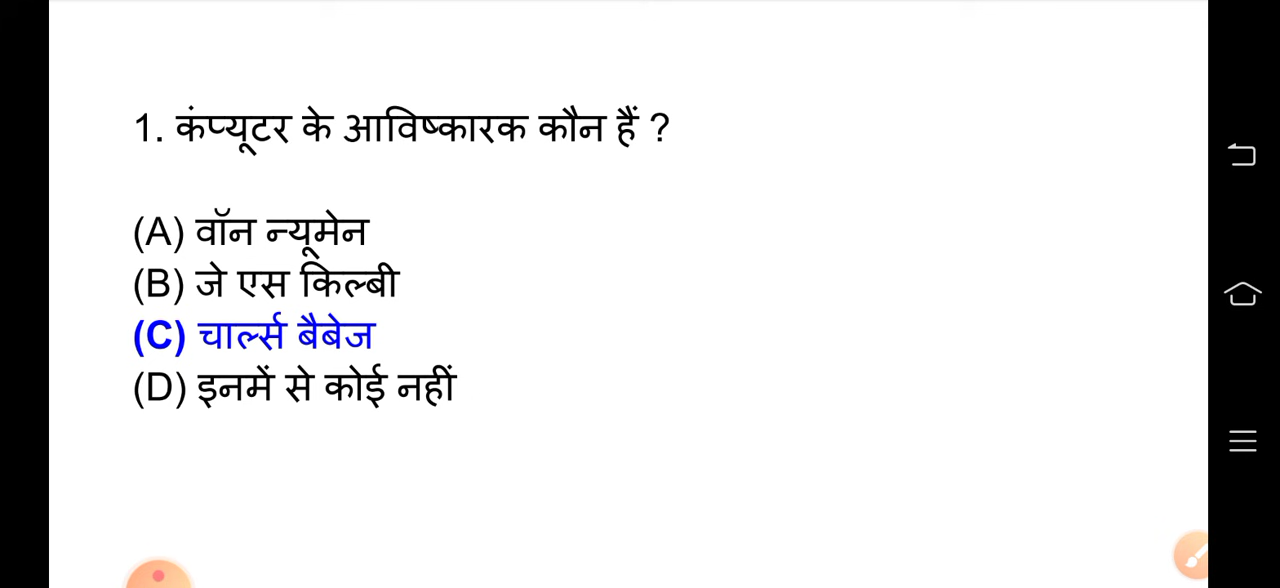 1. कंप्यूटर के आविष्कारक कौन हैं ?
(A) वॉन न्यूमेन
(B) जे एस किल्बी
(C) चार्ल्स बैबेज
(D) इनमें से कोई नहीं